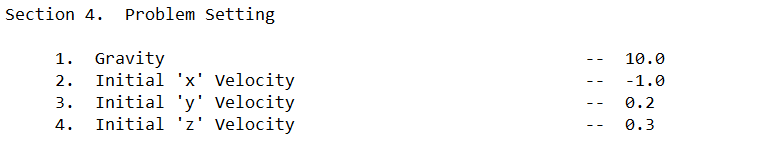 Section 4.  Problem Setting
1.  Gravity  --  10.0
2.  Initial 'x' Velocity  --  -1.0
3.  Initial 'y' Velocity  --  0.2
4.  Initial 'z' Velocity  --  0.3